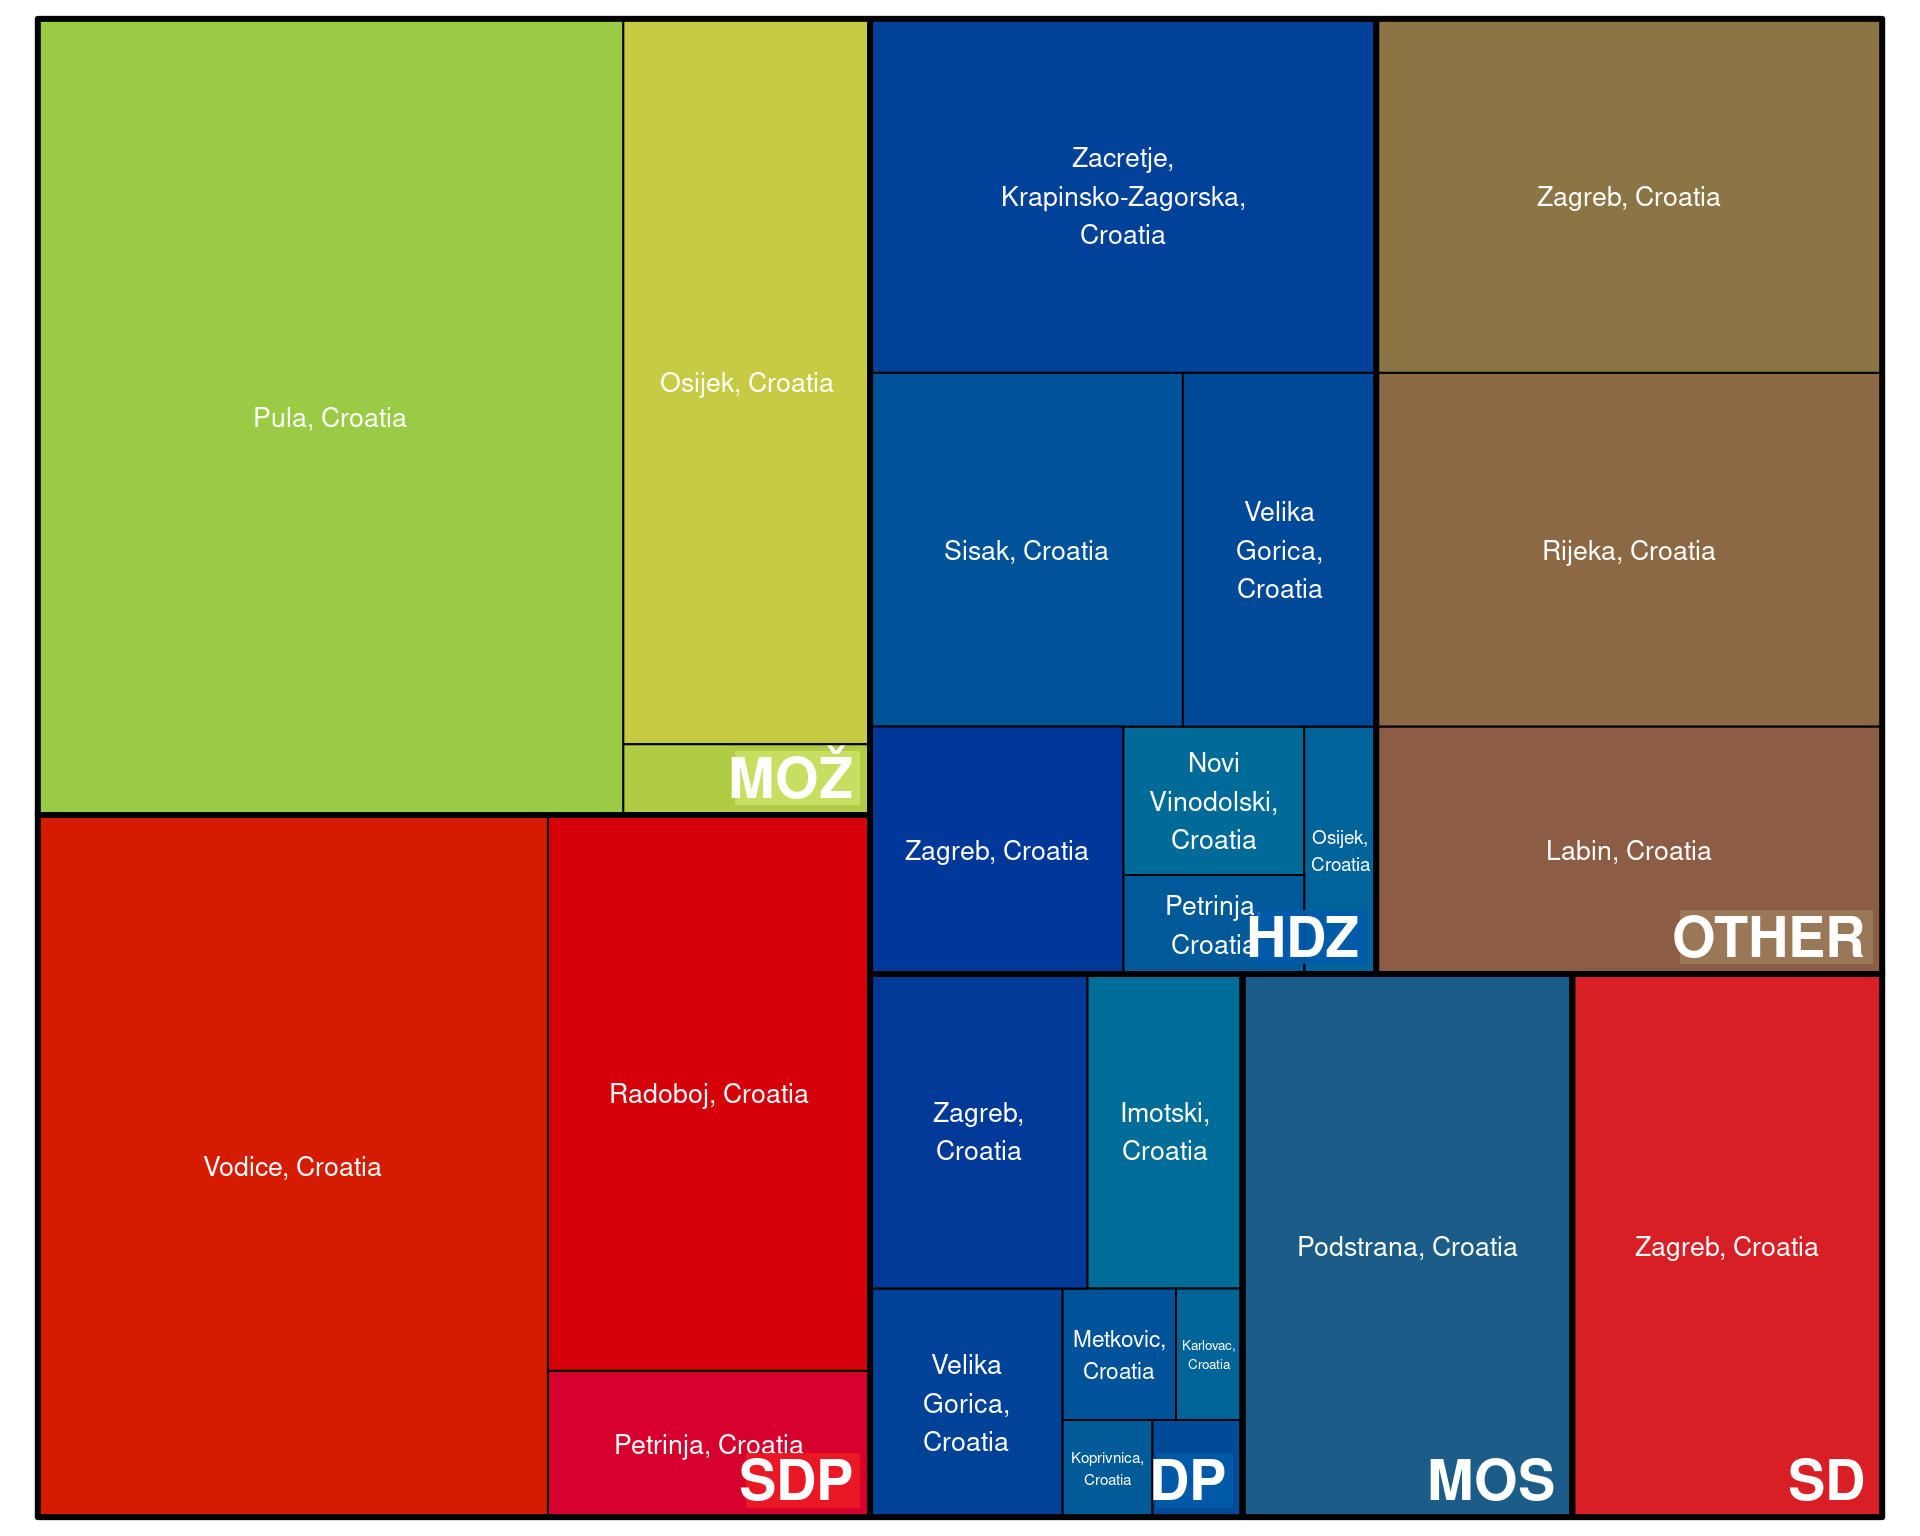 Pula, Croatia
Osijek, Croatia
MOŽ
Zacretje,
Krapinsko-Zagorska,
Croatia
Sisak, Croatia
Velika
Gorica,
Croatia
Zagreb, Croatia
Novi
Vinodolski,
Croatia
Osijek,
Croatia
Petrinja,
Croatia
HDZ
Zagreb, Croatia
Rijeka, Croatia
Labin, Croatia
OTHER
Vodice, Croatia
Radoboj, Croatia
Petrinja, Croatia
SDP
Zagreb,
Croatia
Imotski,
Croatia
Velika
Gorica,
Croatia
Metkovic,
Croatia
Karlovac,
Croatia
Koprivnica,
Croatia
DP
Podstrana, Croatia
MOS
Zagreb, Croatia
SD